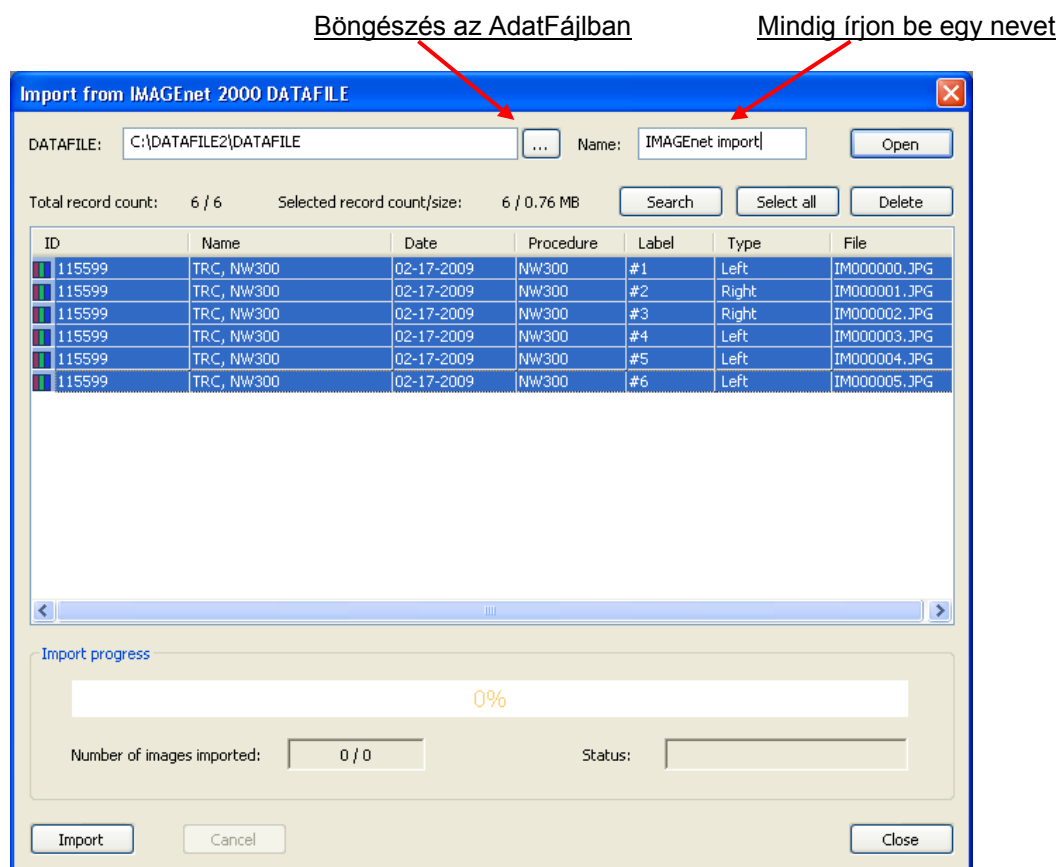 Böngészés az AdatFájlban Mindig írjon be egy nevet
Import from IMAGEnet 2000 DATAFILE
DATAFILE: C:\DATAFILE2\DATAFILE ... Name: IMAGEnet import Open
Total record count: 6 / 6 Selected record count/size: 6 / 0.76 MB Search Select all Delete
ID Name Date Procedure Label Type File
115599 TRC, NW300 02-17-2009 NW300 #1 Left IM000000.JPG
115599 TRC, NW300 02-17-2009 NW300 #2 Right IM000001.JPG
115599 TRC, NW300 02-17-2009 NW300 #3 Right IM000002.JPG
115599 TRC, NW300 02-17-2009 NW300 #4 Left IM000003.JPG
115599 TRC, NW300 02-17-2009 NW300 #5 Left IM000004.JPG
115599 TRC, NW300 02-17-2009 NW300 #6 Left IM000005.JPG
Import progress
0%
Number of images imported: 0 / 0 Status:
Import Cancel Close